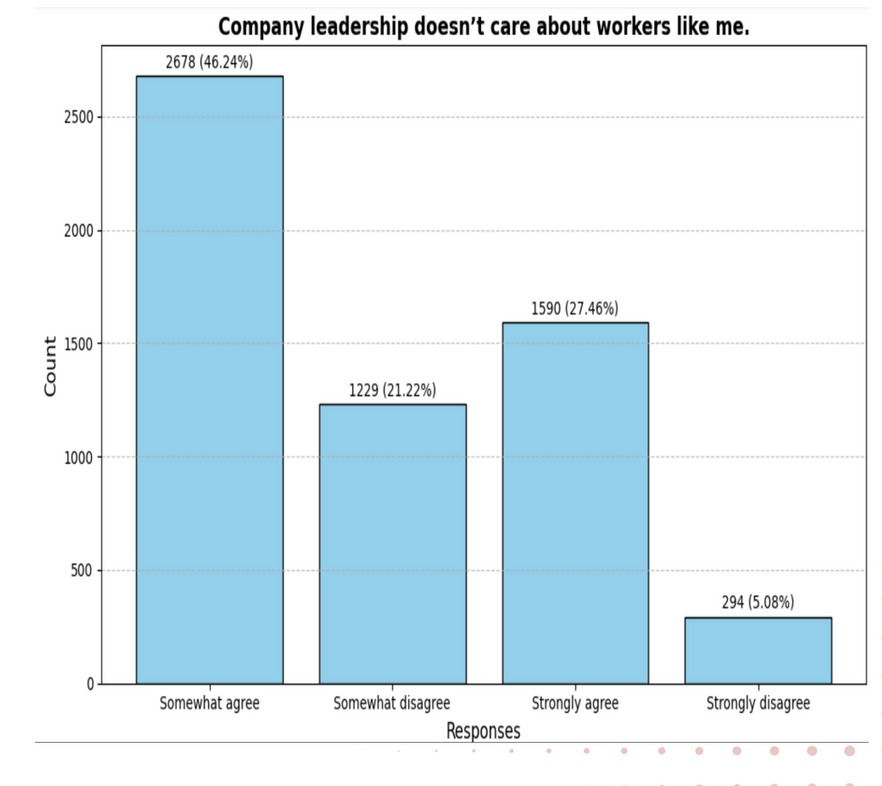 Company leadership doesn’t care about workers like me.
2678 (46.24%)
2500
2000
1590 (27.46%)
1500
Count
1229 (21.22%)
1000
500
294 (5.08%)
0
Somewhat agree Somewhat disagree Strongly agree Strongly disagree
Responses